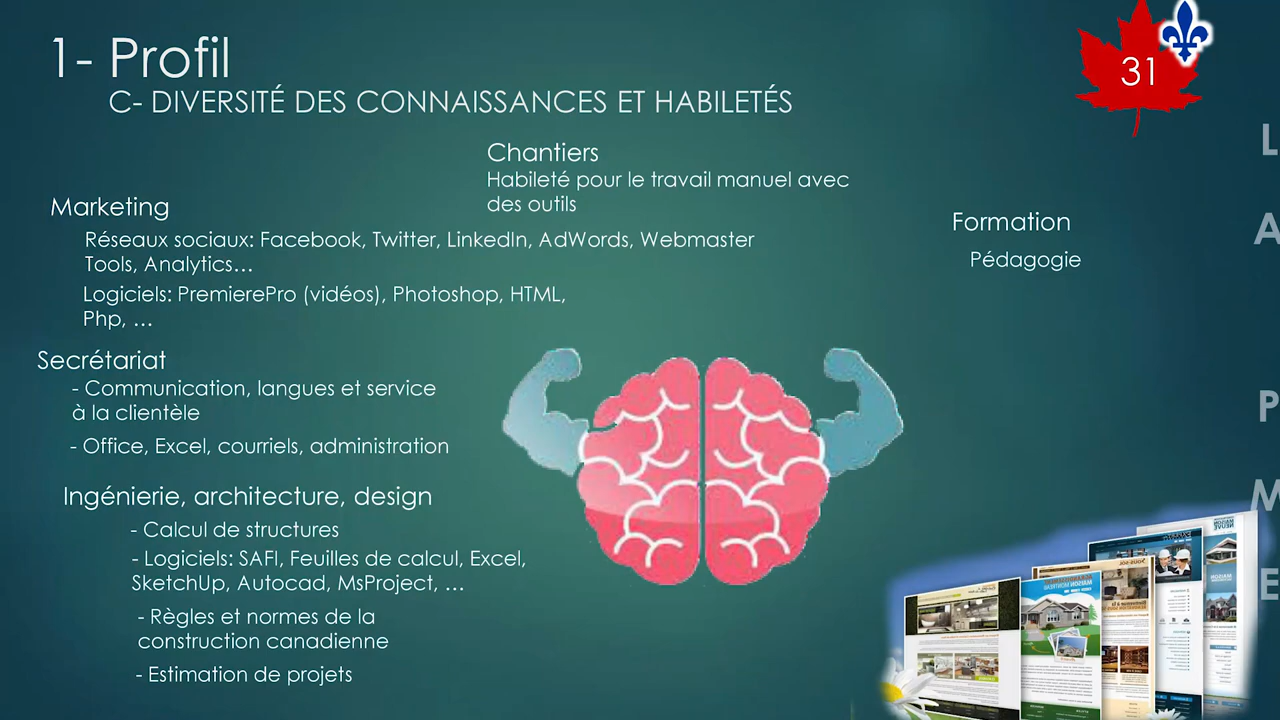 1- Profil
31
C- DIVERSITÉ DES CONNAISSANCES ET HABILETÉS
Chantiers
Habileté pour le travail manuel avec
des outils
Marketing
Réseaux sociaux: Facebook, Twitter, LinkedIn, AdWords, Webmaster
Tools, Analytics…
Logiciels: PremierePro (vidéos), Photoshop, HTML,
Php, …
Formation
Pédagogie
Secrétariat
- Communication, langues et service
à la clientèle
- Office, Excel, courriels, administration
Ingénierie, architecture, design
- Calcul de structures
- Logiciels: SAFI, Feuilles de calcul, Excel,
SketchUp, Autocad, MsProject, …
- Règles et normes de la
construction canadienne
- Estimation de projets
L
A
P
M
E